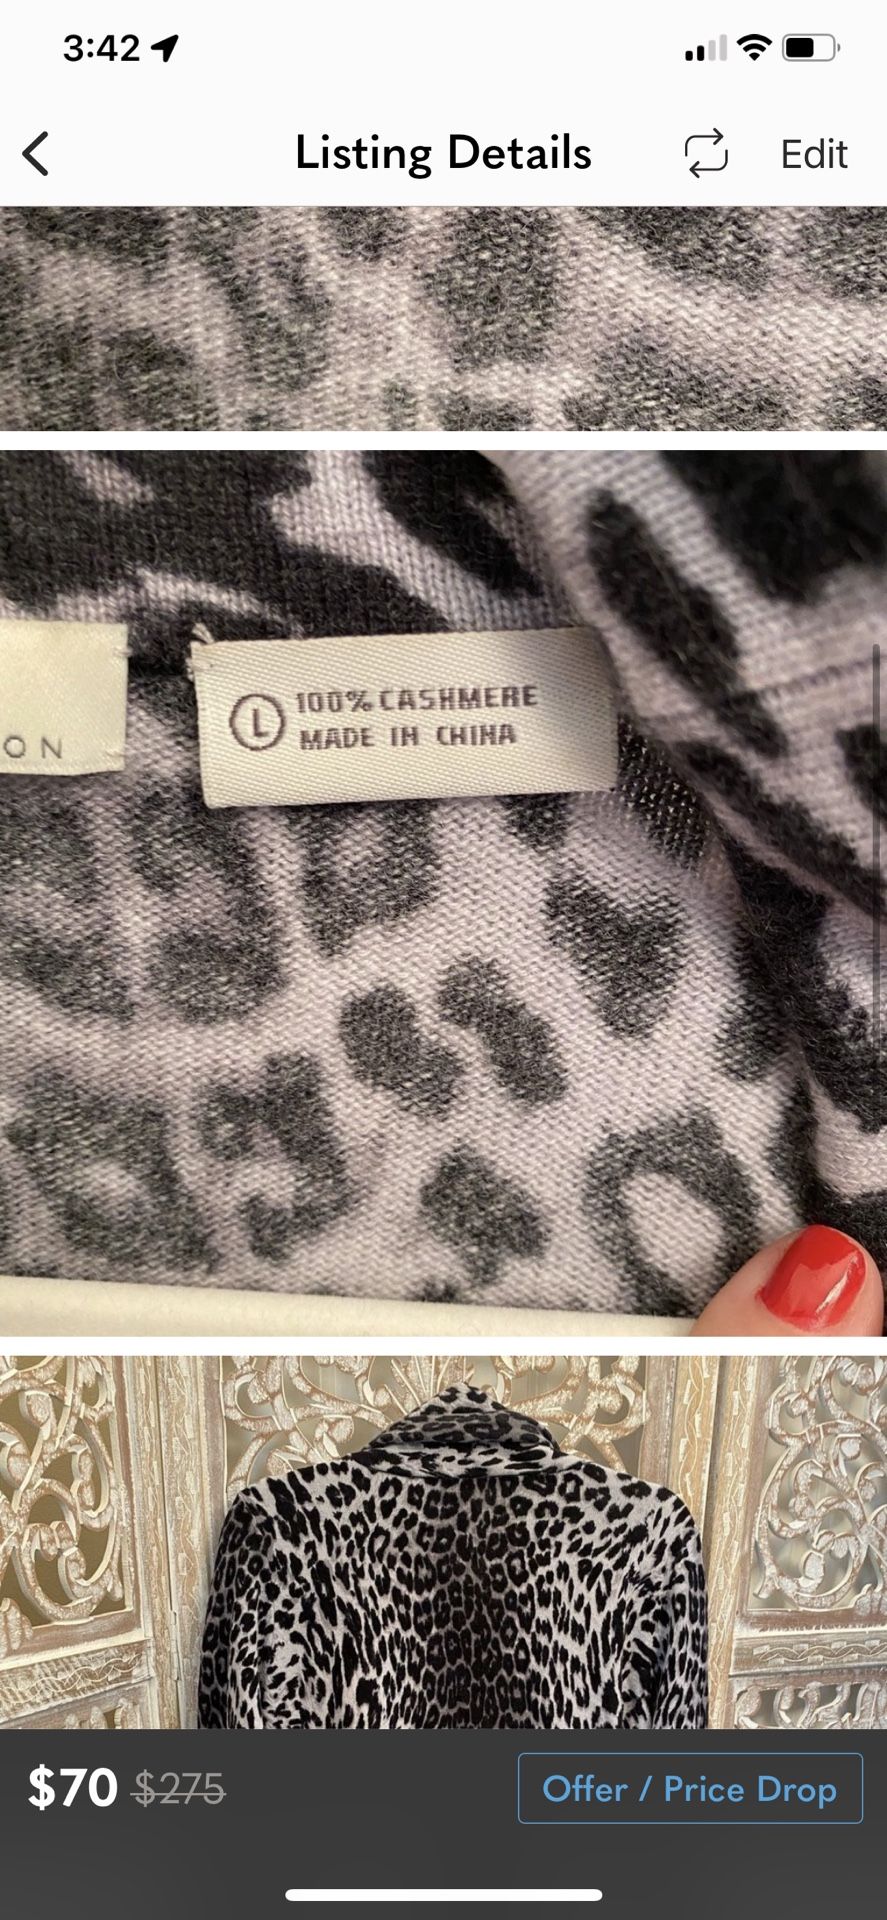 3:42
Listing Details
Edit
ON
L
100% CASHMERE
MADE IN CHINA
$70 $275
Offer / Price Drop